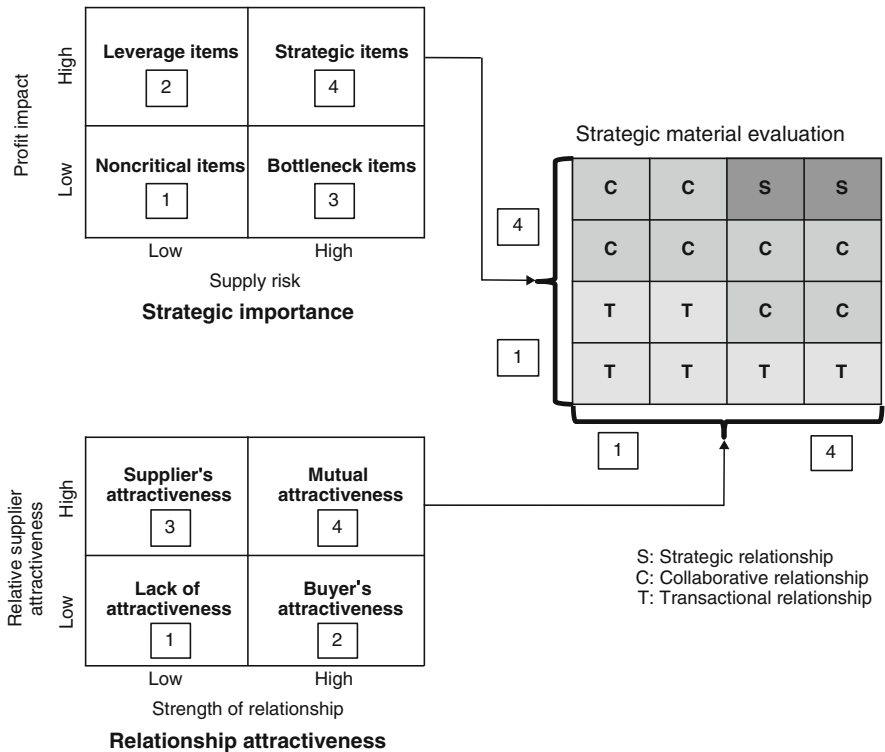 Profit impact
High
Low
Leverage items
2
Strategic items
4
Noncritical items
1
Bottleneck items
3
Low
High
Supply risk
Strategic importance
Strategic material evaluation
4
1
C C S S
C C C C
T T C C
T T T T
1
4
Relative supplier
attractiveness
High
Low
Supplier's
attractiveness
3
Mutual
attractiveness
4
Lack of
attractiveness
1
Buyer's
attractiveness
2
Low
High
Strength of relationship
Relationship attractiveness
S: Strategic relationship
C: Collaborative relationship
T: Transactional relationship